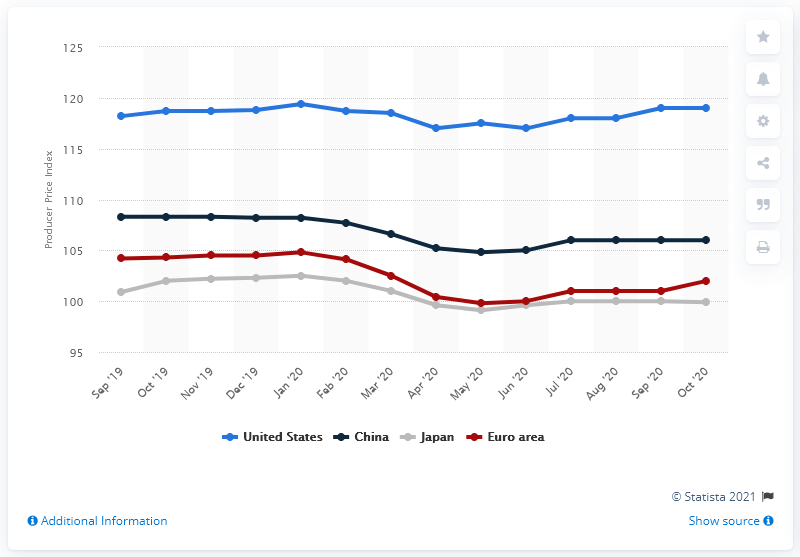 125
120
115
110
105
100
95
Producer Price Index
Sep '19
Oct '19
Nov '19
Dec '19
Jan '20
Feb '20
Mar '20
Apr '20
May '20
Jun '20
Jul '20
Aug '20
Sep '20
Oct '20
United States China Japan Euro area
© Statista 2021
Additional Information Show source